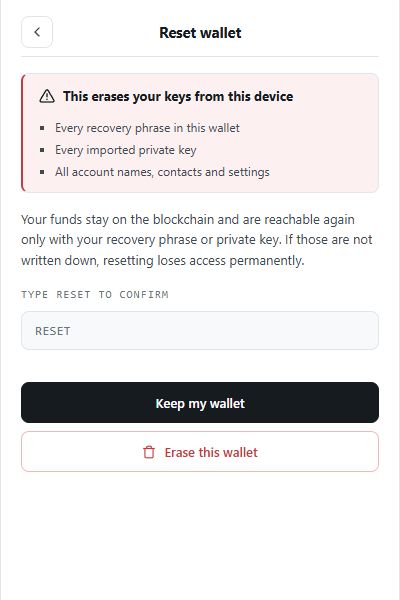 Reset wallet
This erases your keys from this device
Every recovery phrase in this wallet
Every imported private key
All account names, contacts and settings
Your funds stay on the blockchain and are reachable again
only with your recovery phrase or private key. If those are not
written down, resetting loses access permanently.
TYPE RESET TO CONFIRM
RESET
Keep my wallet
Erase this wallet